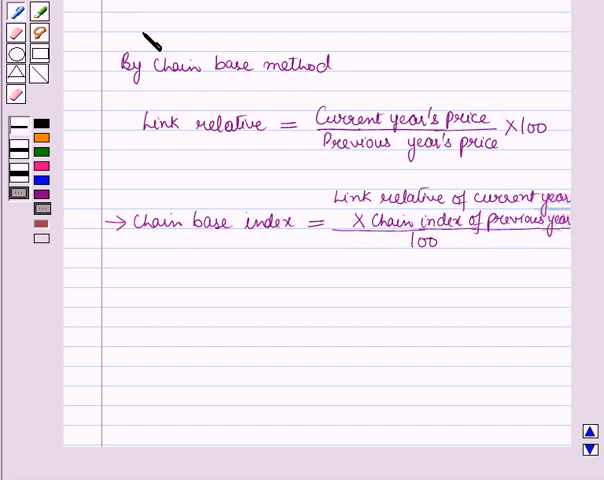 By Chain base method
Link relative = Current year's price / Previous year's price × 100
→ Chain base index = Link relative of current year
× Chain index of previous year
100